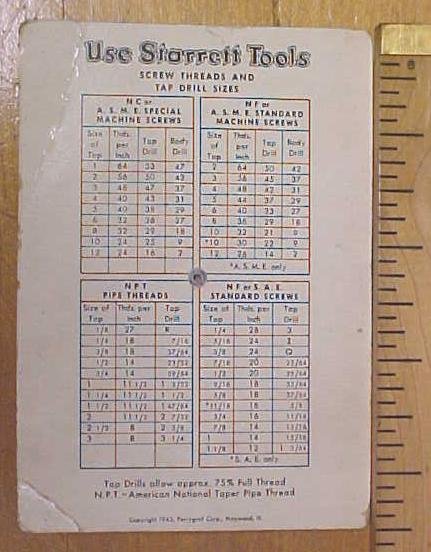 Use Starrett Tools
SCREW THREADS AND
TAP DRILL SIZES
N C or
A. S. M. E. SPECIAL
MACHINE SCREWS
Size of Tap Thds. per Inch Tap Drill Body Drill
1 64 53 47
2 56 50 42
3 48 47 37
4 40 43 31
5 40 38 29
6 32 36 27
8 32 29 18
10 24 25 9
12 24 16 2
N F or
A. S. M. E. STANDARD
MACHINE SCREWS
Size of Tap Thds. per Inch Tap Drill Body Drill
2 64 50 42
3 56 45 37
4 48 42 31
5 44 37 29
6 40 33 27
8 36 29 18
10 32 21 9
*10 30 22 9
12 28 14 2
*A. S. M. E. only
N P T
PIPE THREADS
Size of Tap Thds. per Inch Tap Drill
1/8 27 R
1/4 18 7/16
3/8 18 37/64
1/2 14 23/32
3/4 14 59/64
1 11 1/2 1 5/32
1 1/4 11 1/2 1 1/2
1 1/2 11 1/2 1 47/64
2 11 1/2 2 7/32
2 1/2 8 2 5/8
3 8 3 1/4
N F or S. A. E.
STANDARD SCREWS
Size of Tap Thds. per Inch Tap Drill
1/4 28 3
5/16 24 I
3/8 24 Q
7/16 20 25/64
1/2 20 29/64
9/16 18 33/64
5/8 18 37/64
*11/16 16 5/8
3/4 16 11/16
7/8 14 13/16
1 14 15/16
1 1/8 12 1 3/64
*S. A. E. only
Tap Drills allow approx. 75% Full Thread
N.P.T.-American National Taper Pipe Thread
Copyright 1943, Perrygraf Corp., Maywood, Ill.
8